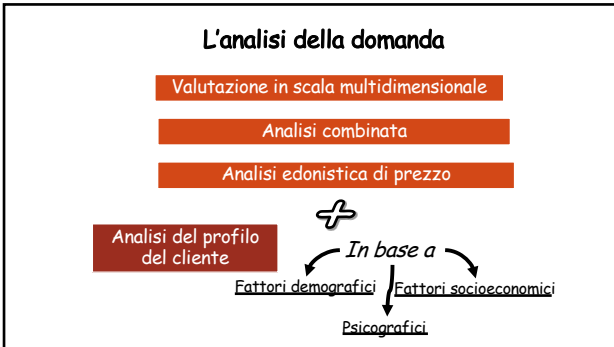 L'analisi della domanda
Valutazione in scala multidimensionale
Analisi combinata
Analisi edonistica di prezzo
Analisi del profilo
del cliente
In base a
Fattori demografici
Fattori socioeconomici
Psicografici